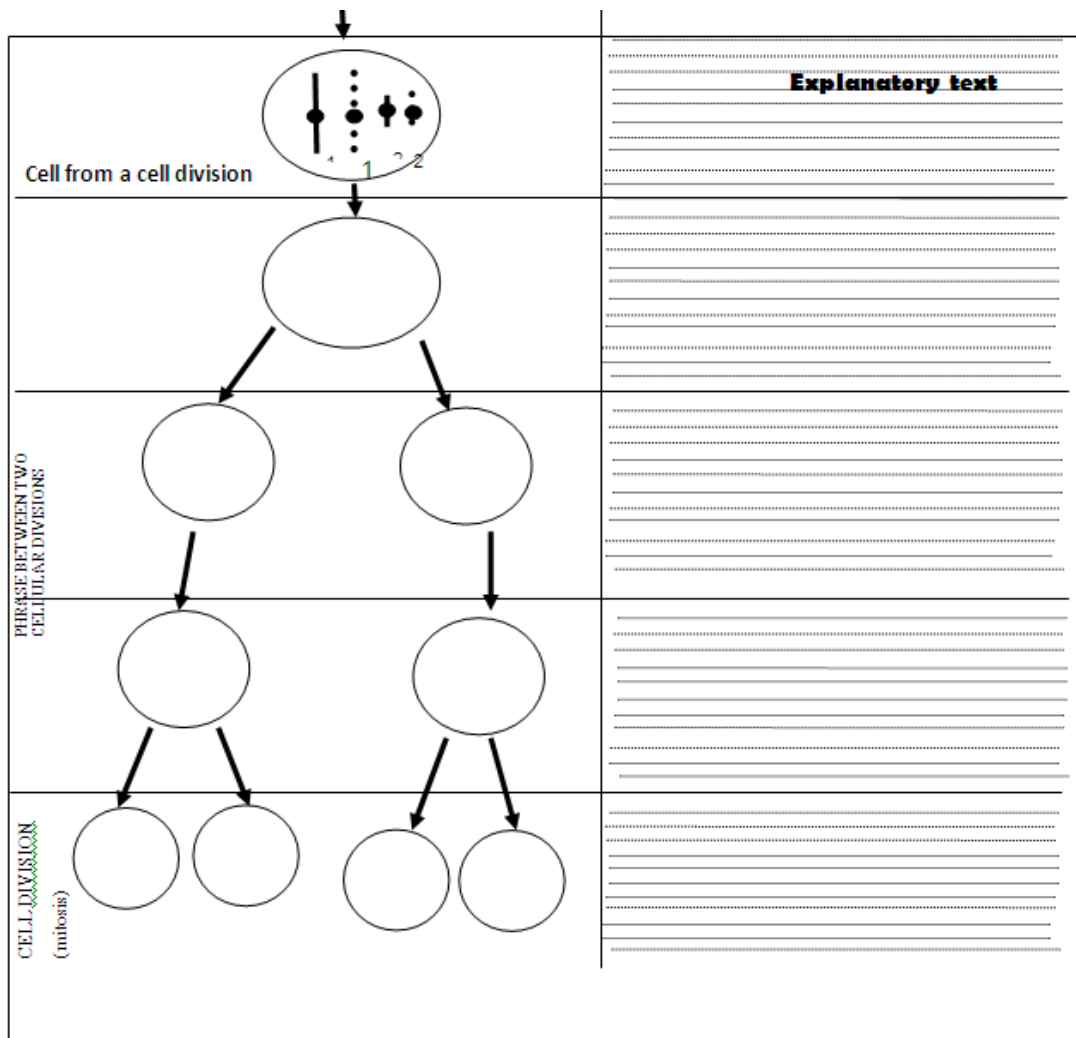 Explanatory text
1 1 2 2
Cell from a cell division
PHRASE BETWEEN TWO
CELLULAR DIVISIONS
CELL DIVISION
(mitosis)